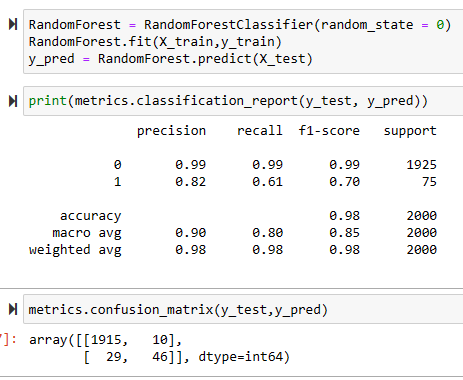 RandomForest = RandomForestClassifier(random_state = 0)
RandomForest.fit(X_train,y_train)
y_pred = RandomForest.predict(X_test)
print(metrics.classification_report(y_test, y_pred))
precision recall f1-score support
0 0.99 0.99 0.99 1925
1 0.82 0.61 0.70 75
accuracy 0.98 2000
macro avg 0.90 0.80 0.85 2000
weighted avg 0.98 0.98 0.98 2000
metrics.confusion_matrix(y_test,y_pred)
]: array([[1915, 10],
[ 29, 46]], dtype=int64)